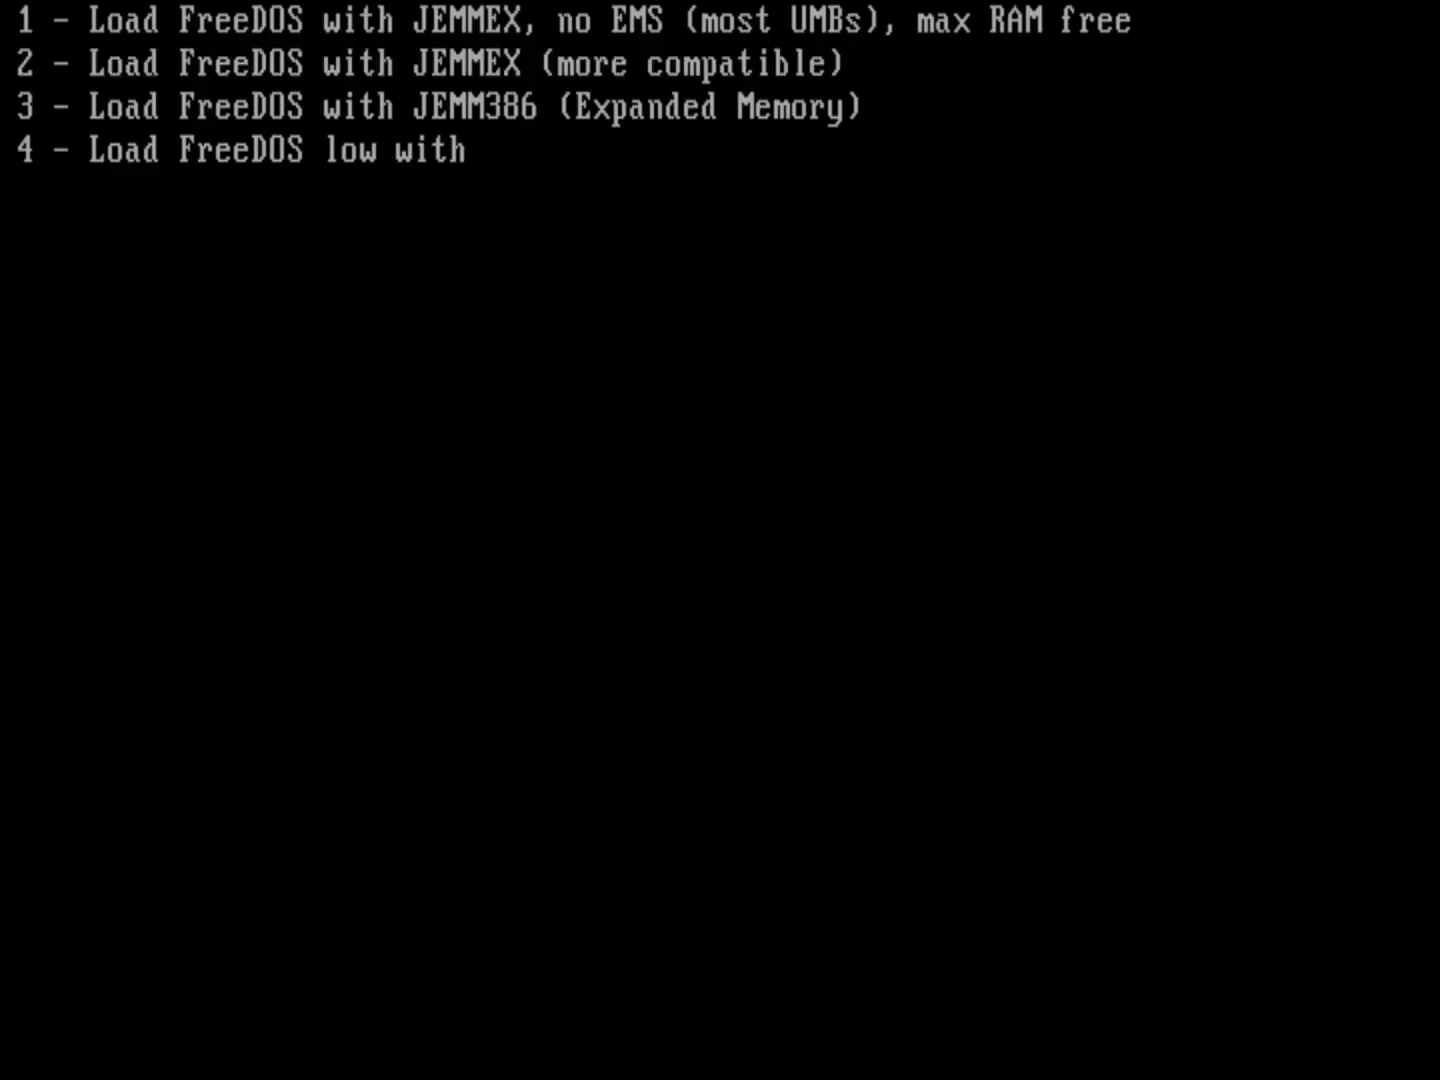 1 - Load FreeDOS with JEMMEX, no EMS (most UMBs), max RAM free
2 - Load FreeDOS with JEMMEX (more compatible)
3 - Load FreeDOS with JEMM386 (Expanded Memory)
4 - Load FreeDOS low with